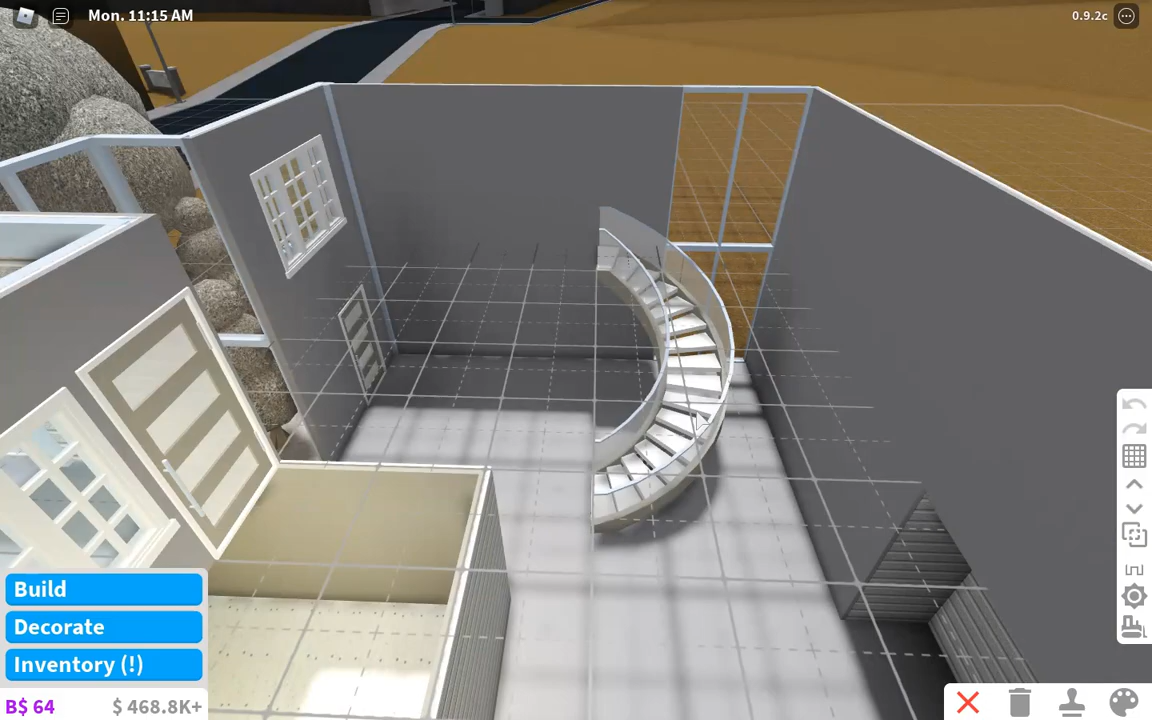 Mon. 11:15 AM
0.9.2c
Build
Decorate
Inventory (!)
B$ 64
$ 468.8K+